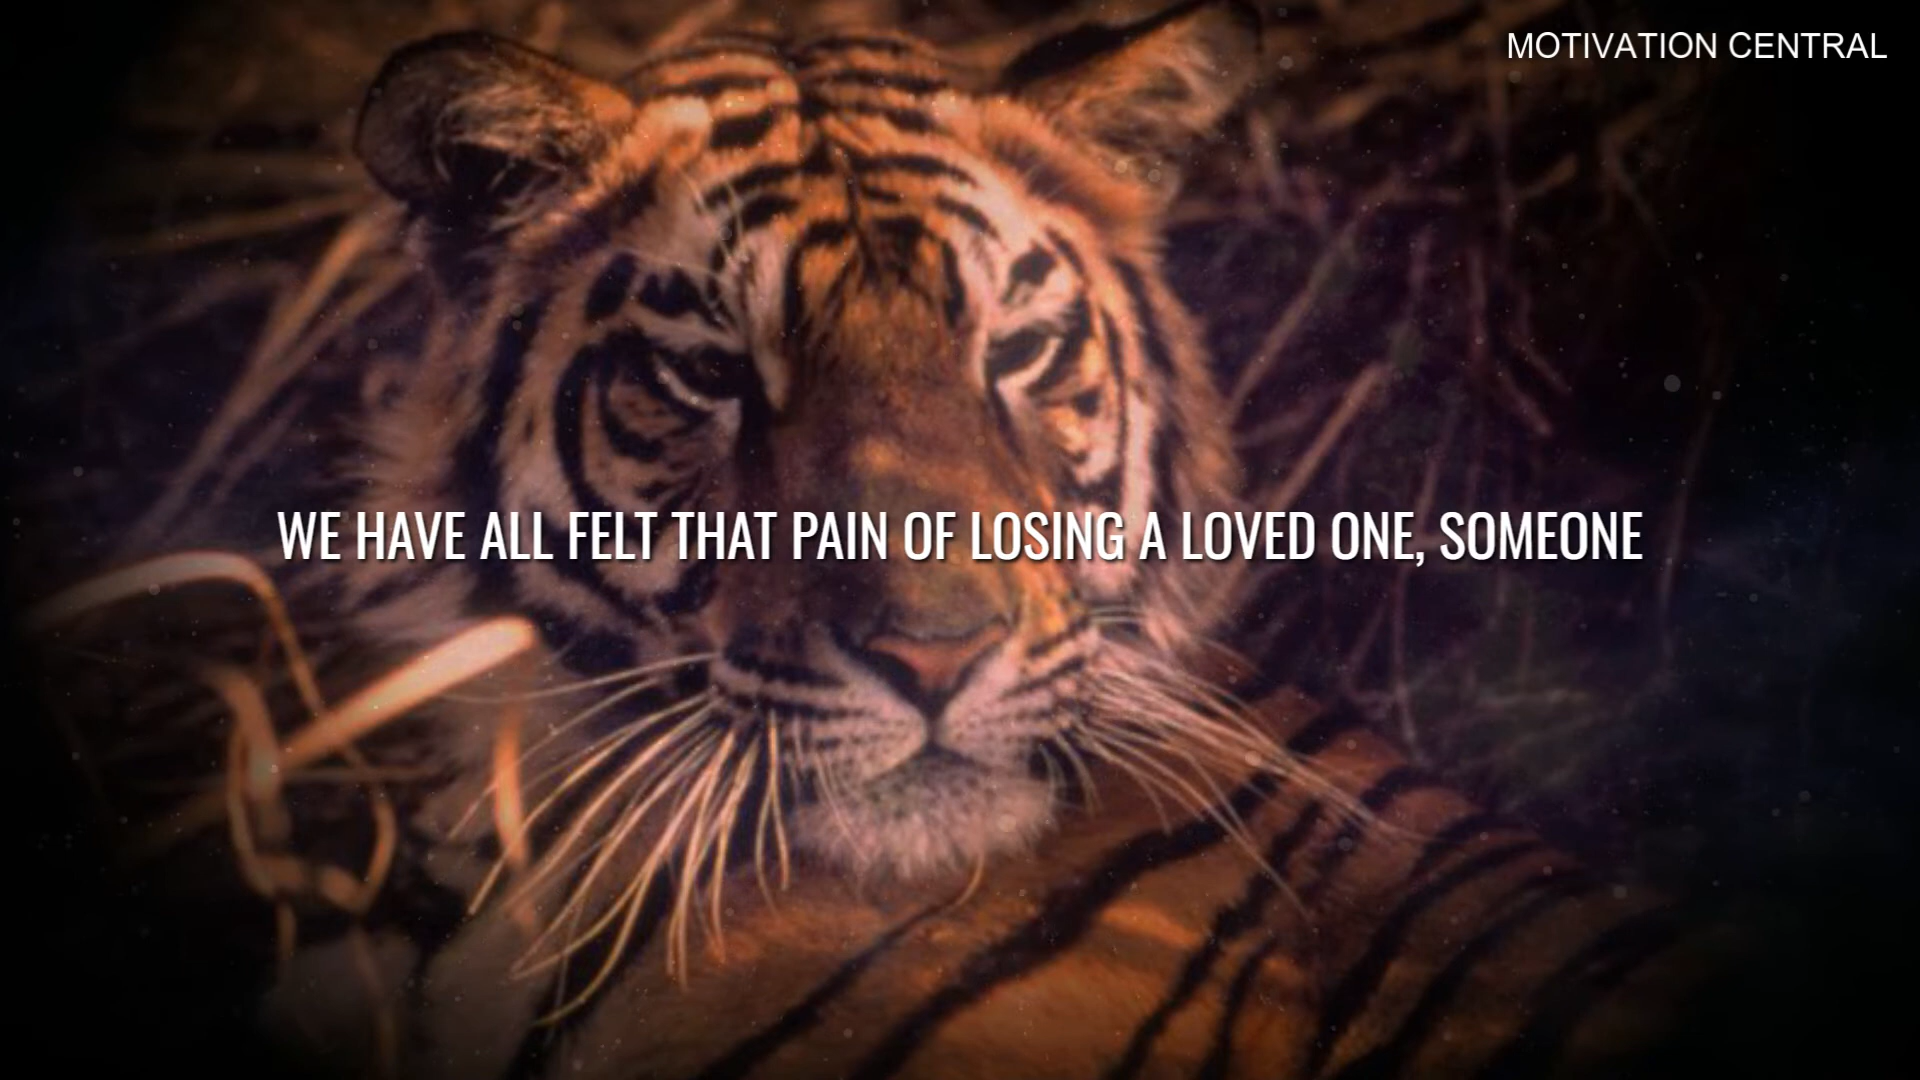 MOTIVATION CENTRAL
WE HAVE ALL FELT THAT PAIN OF LOSING A LOVED ONE, SOMEONE